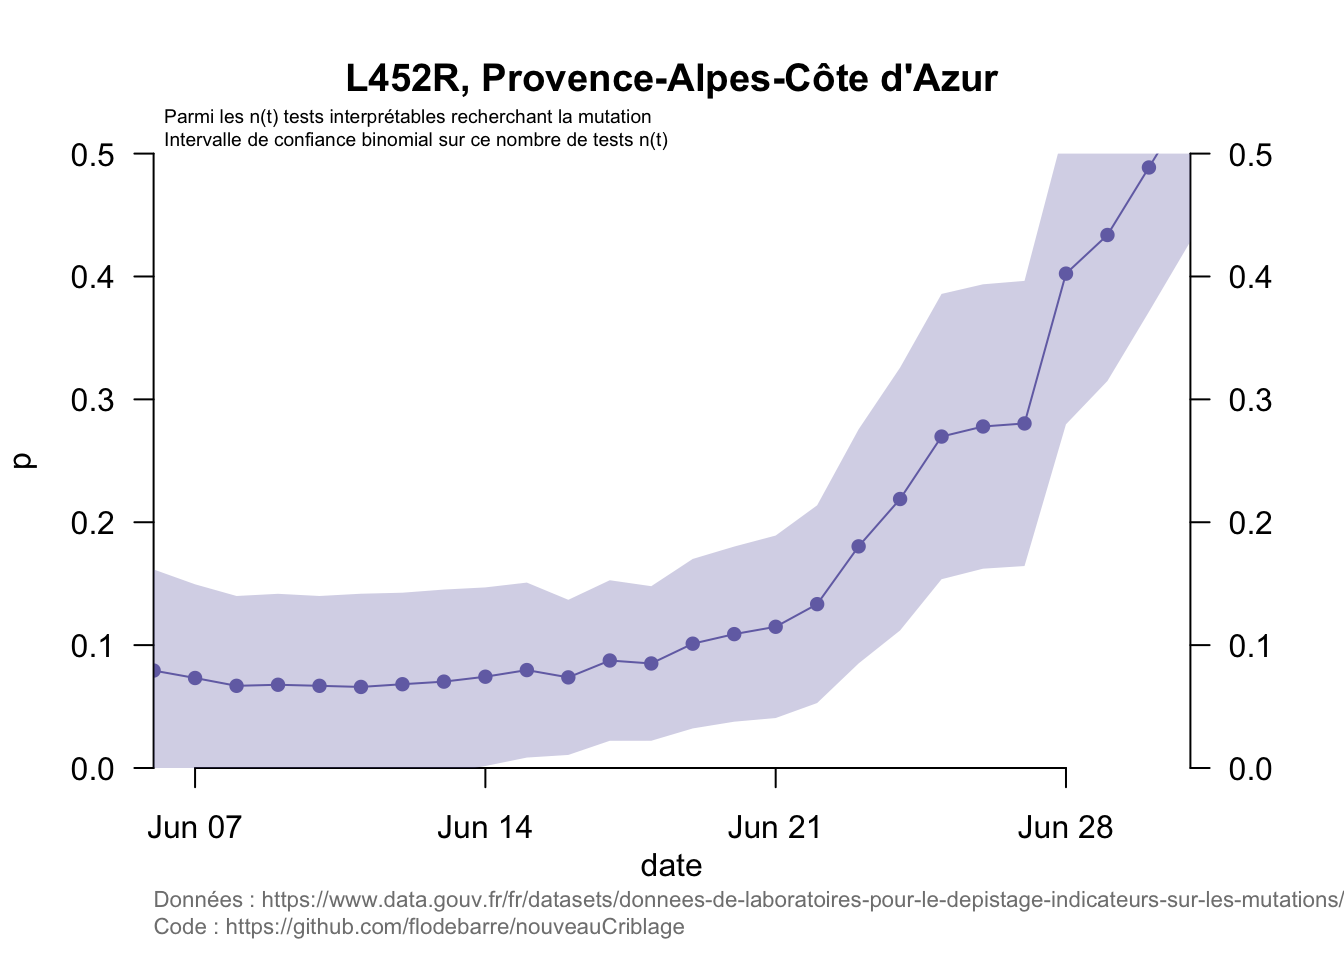 L452R, Provence-Alpes-Côte d'Azur
Parmi les n(t) tests interprétables recherchant la mutation
Intervalle de confiance binomial sur ce nombre de tests n(t)
0.5 0.5
0.4 0.4
0.3 0.3
p
0.2 0.2
0.1 0.1
0.0 0.0
Jun 07 Jun 14 Jun 21 Jun 28
date
Données : https://www.data.gouv.fr/fr/datasets/donnees-de-laboratoires-pour-le-depistage-indicateurs-sur-les-mutations/
Code : https://github.com/flodebarre/nouveauCriblage